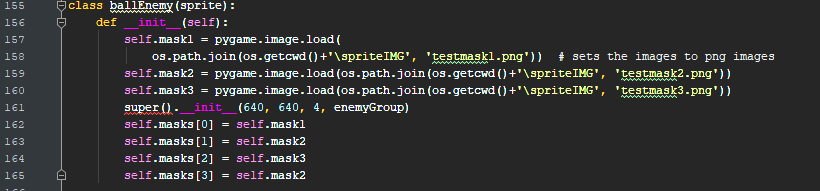 155 class ballEnemy(sprite):
156     def __init__(self):
157         self.mask1 = pygame.image.load(
158             os.path.join(os.getcwd()+'\spriteIMG', 'testmask1.png'))  # sets the images to png images
159         self.mask2 = pygame.image.load(os.path.join(os.getcwd()+'\spriteIMG', 'testmask2.png'))
160         self.mask3 = pygame.image.load(os.path.join(os.getcwd()+'\spriteIMG', 'testmask3.png'))
161         super().__init__(640, 640, 4, enemyGroup)
162         self.masks[0] = self.mask1
163         self.masks[1] = self.mask2
164         self.masks[2] = self.mask3
165         self.masks[3] = self.mask2